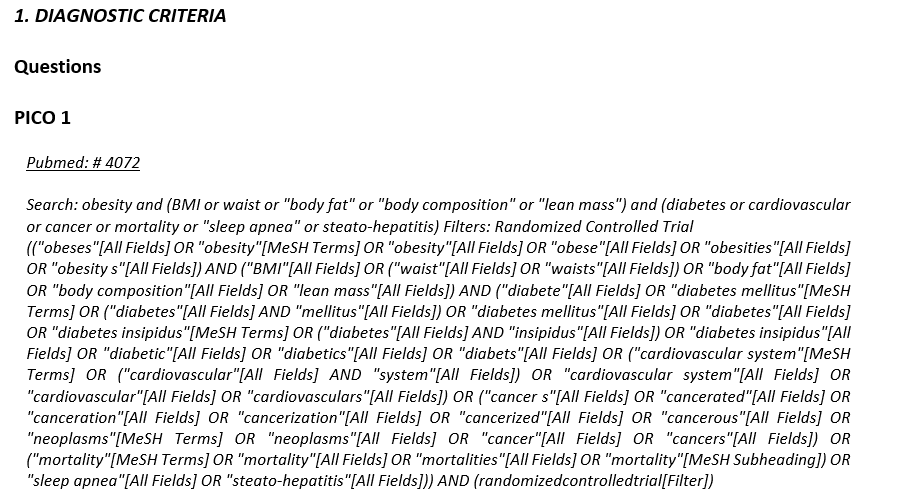 1. DIAGNOSTIC CRITERIA
Questions
PICO 1
Pubmed: # 4072
Search: obesity and (BMI or waist or "body fat" or "body composition" or "lean mass") and (diabetes or cardiovascular
or cancer or mortality or "sleep apnea" or steato-hepatitis) Filters: Randomized Controlled Trial
(("obeses"[All Fields] OR "obesity"[MeSH Terms] OR "obesity"[All Fields] OR "obese"[All Fields] OR "obesities"[All Fields]
OR "obesity s"[All Fields]) AND ("BMI"[All Fields] OR ("waist"[All Fields] OR "waists"[All Fields]) OR "body fat"[All Fields]
OR "body composition"[All Fields] OR "lean mass"[All Fields]) AND ("diabete"[All Fields] OR "diabetes mellitus"[MeSH
Terms] OR ("diabetes"[All Fields] AND "mellitus"[All Fields]) OR "diabetes mellitus"[All Fields] OR "diabetes"[All Fields]
OR "diabetes insipidus"[MeSH Terms] OR ("diabetes"[All Fields] AND "insipidus"[All Fields]) OR "diabetes insipidus"[All
Fields] OR "diabetic"[All Fields] OR "diabetics"[All Fields] OR "diabets"[All Fields] OR ("cardiovascular system"[MeSH
Terms] OR ("cardiovascular"[All Fields] AND "system"[All Fields]) OR "cardiovascular system"[All Fields] OR
"cardiovascular"[All Fields] OR "cardiovasculars"[All Fields]) OR ("cancer s"[All Fields] OR "cancerated"[All Fields] OR
"canceration"[All Fields] OR "cancerization"[All Fields] OR "cancerized"[All Fields] OR "cancerous"[All Fields] OR
"neoplasms"[MeSH Terms] OR "neoplasms"[All Fields] OR "cancer"[All Fields] OR "cancers"[All Fields]) OR
("mortality"[MeSH Terms] OR "mortality"[All Fields] OR "mortalities"[All Fields] OR "mortality"[MeSH Subheading]) OR
"sleep apnea"[All Fields] OR "steato-hepatitis"[All Fields])) AND (randomizedcontrolledtrial[Filter])